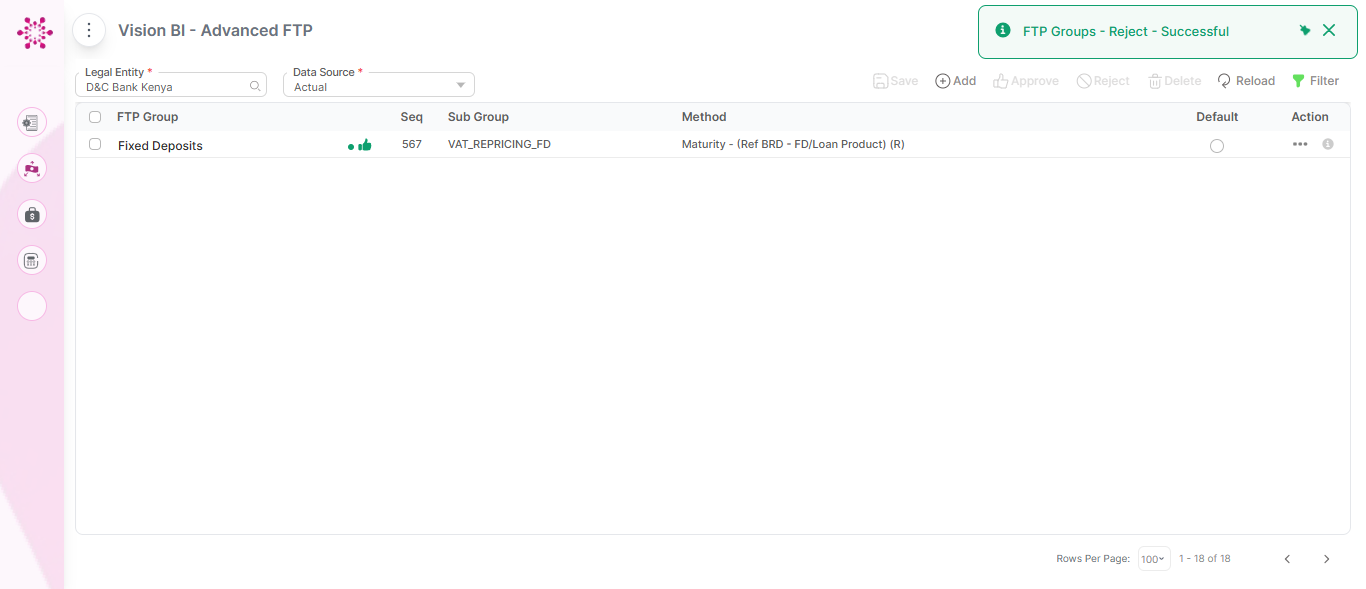 Vision BI - Advanced FTP
FTP Groups - Reject - Successful
Legal Entity *
D&C Bank Kenya
Data Source *
Actual
Save
Add
Approve
Reject
Delete
Reload
Filter
FTP Group
Seq
Sub Group
Method
Default
Action
Fixed Deposits
567
VAT_REPRICING_FD
Maturity - (Ref BRD - FD/Loan Product) (R)
Rows Per Page:
100
1 - 18 of 18